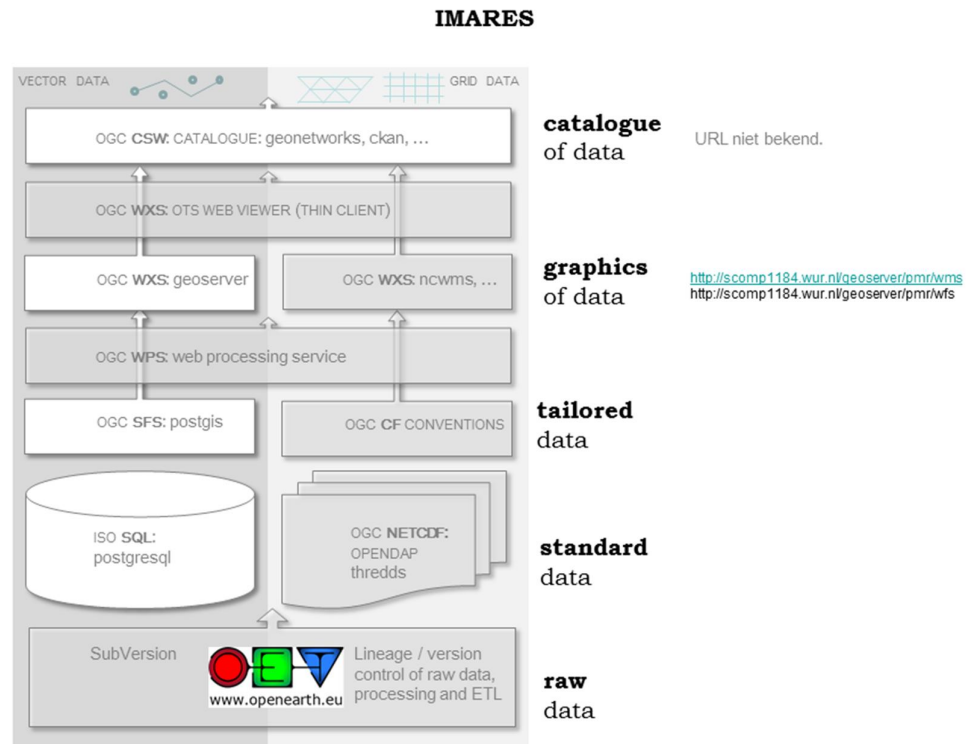 IMARES
VECTOR DATA
GRID DATA
OGC CSW: CATALOGUE: geonetworks, ckan, ...
catalogue
of data
URL niet bekend.
OGC WXS: OTS WEB VIEWER (THIN CLIENT)
OGC WXS: geoserver
OGC WXS: ncwms, ...
graphics
of data
http://scomp1184.wur.nl/geoserver/pmr/wms
http://scomp1184.wur.nl/geoserver/pmr/wfs
OGC WPS: web processing service
OGC SFS: postgis
OGC CF CONVENTIONS
tailored
data
ISO SQL:
postgresql
OGC NETCDF:
OPENDAP
thredds
standard
data
SubVersion
OET
www.openearth.eu
Lineage / version
control of raw data,
processing and ETL
raw
data